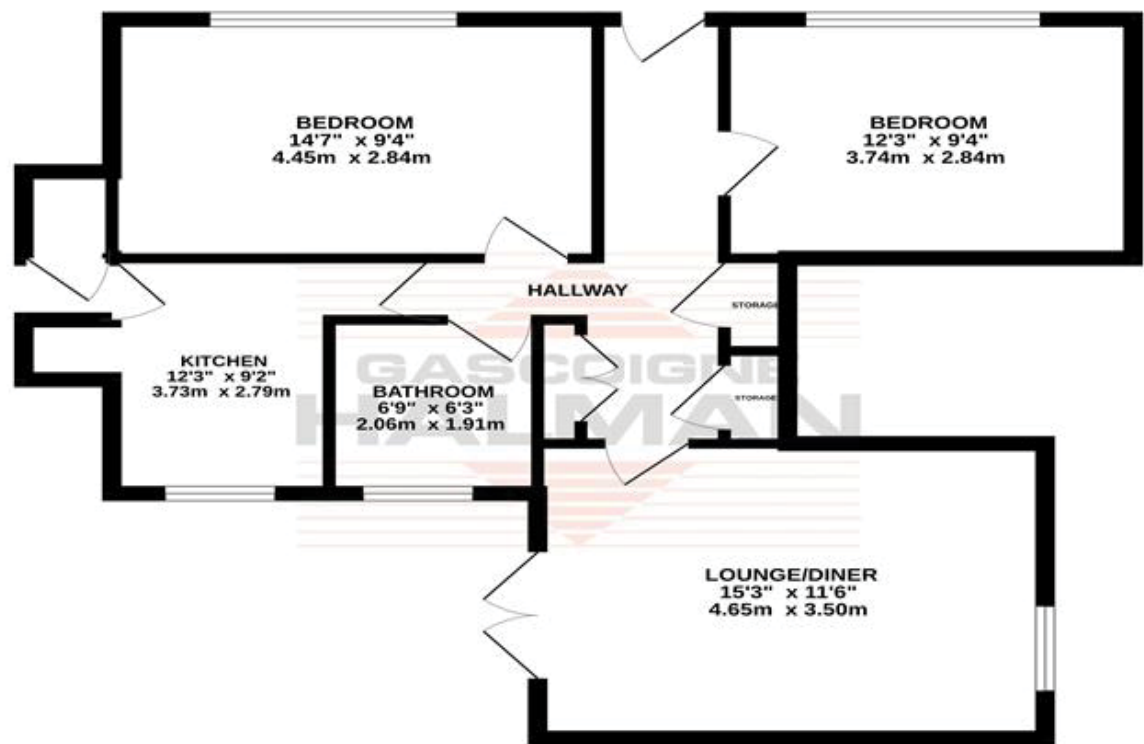 BEDROOM
14'7" x 9'4"
4.45m x 2.84m
BEDROOM
12'3" x 9'4"
3.74m x 2.84m
HALLWAY
STORAGE
KITCHEN
12'3" x 9'2"
3.73m x 2.79m
BATHROOM
6'9" x 6'3"
2.06m x 1.91m
STORAGE
GASCOIGNE
HALMAN
LOUNGE/DINER
15'3" x 11'6"
4.65m x 3.50m